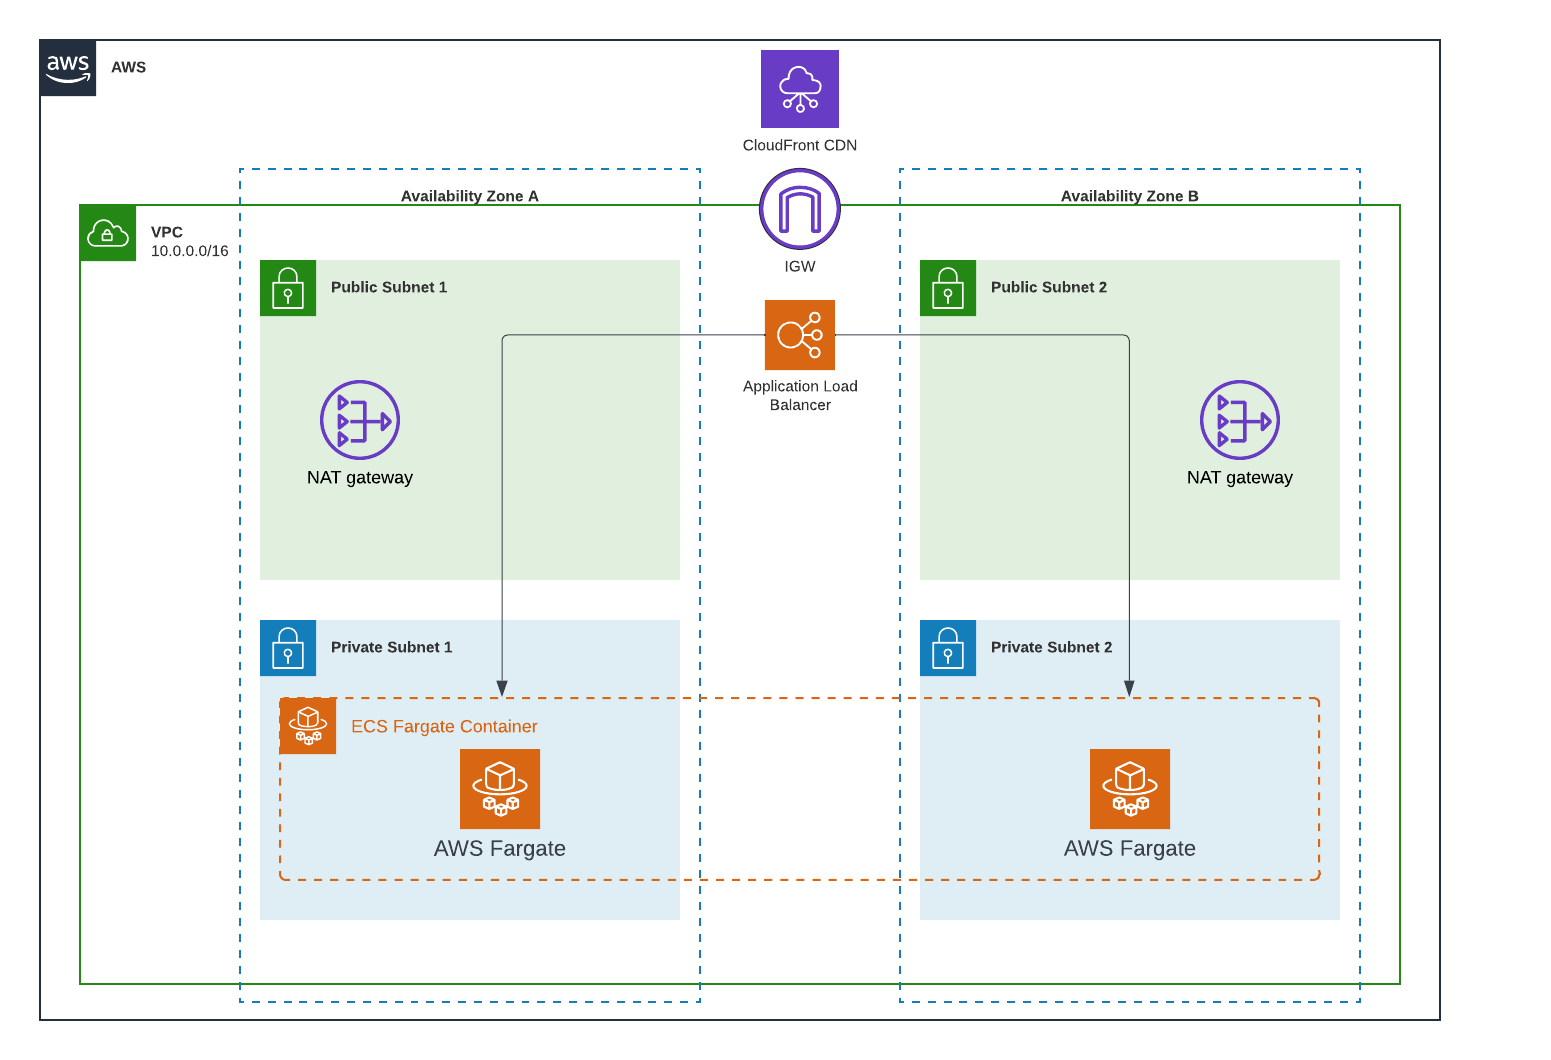 aws
AWS
CloudFront CDN
Availability Zone A
Availability Zone B
VPC
10.0.0.0/16
IGW
Public Subnet 1
Public Subnet 2
Application Load
Balancer
NAT gateway
NAT gateway
Private Subnet 1
Private Subnet 2
ECS Fargate Container
AWS Fargate
AWS Fargate